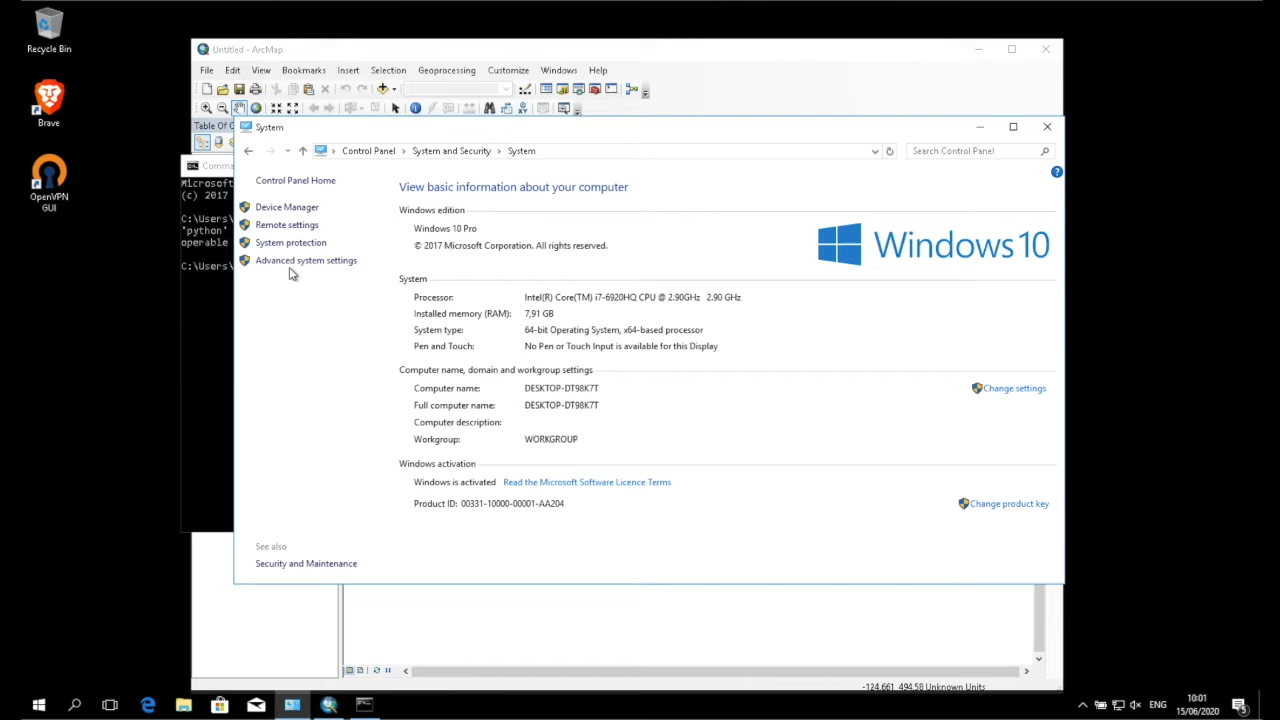 Recycle Bin
Brave
OpenVPN
GUI
Untitled - ArcMap
File Edit View Bookmarks Insert Selection Geoprocessing Customize Windows Help
Table Of
System
Control Panel > System and Security > System
Search Control Panel
Microsoft
(c) 2017
C:\Users\
'python'
operable
C:\Users\
Control Panel Home
Device Manager
Remote settings
System protection
Advanced system settings
See also
Security and Maintenance
View basic information about your computer
Windows edition
Windows 10 Pro
© 2017 Microsoft Corporation. All rights reserved.
Windows 10
System
Processor: Intel(R) Core(TM) i7-6920HQ CPU @ 2.90GHz 2.90 GHz
Installed memory (RAM): 7,91 GB
System type: 64-bit Operating System, x64-based processor
Pen and Touch: No Pen or Touch Input is available for this Display
Computer name, domain and workgroup settings
Computer name: DESKTOP-DT98K7T
Change settings
Full computer name: DESKTOP-DT98K7T
Computer description:
Workgroup: WORKGROUP
Windows activation
Windows is activated Read the Microsoft Software Licence Terms
Product ID: 00331-10000-00001-AA204
Change product key
-124,661 494,58 Unknown Units
ENG
10:01
15/06/2020
5